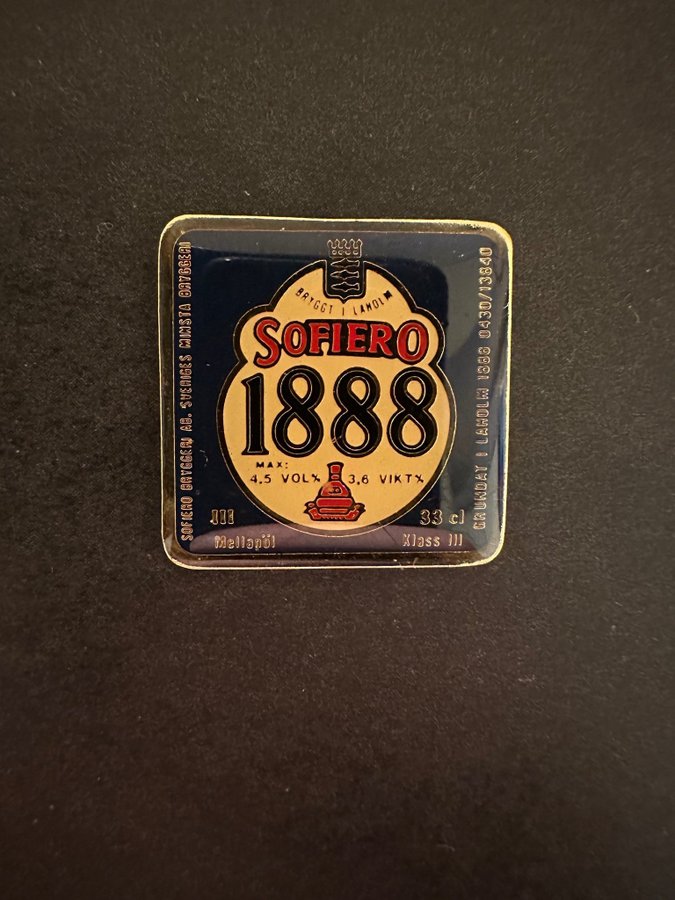 BRYGGT I LAHOLM
SOFIERO
1888
MAX:
4,5 VOL% 3,6 VIKT%
III 33 cl
Mellanöl Klass III
SOFIERO BRYGGERI AB. SVERIGES MINSTA BRYGGERI
GRUNDAT I LAHOLM 1888 0430/13840